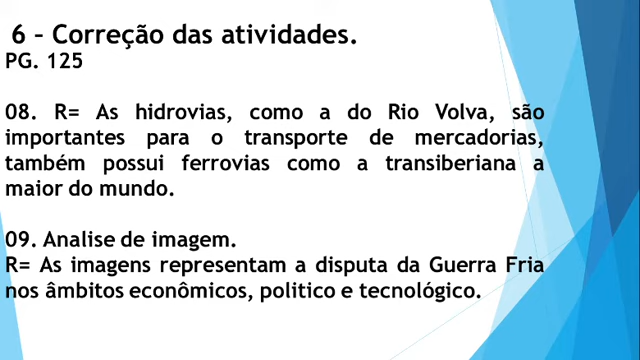 6 – Correção das atividades.
PG. 125
08. R= As hidrovias, como a do Rio Volva, são
importantes para o transporte de mercadorias,
também possui ferrovias como a transiberiana a
maior do mundo.
09. Analise de imagem.
R= As imagens representam a disputa da Guerra Fria
nos âmbitos econômicos, politico e tecnológico.